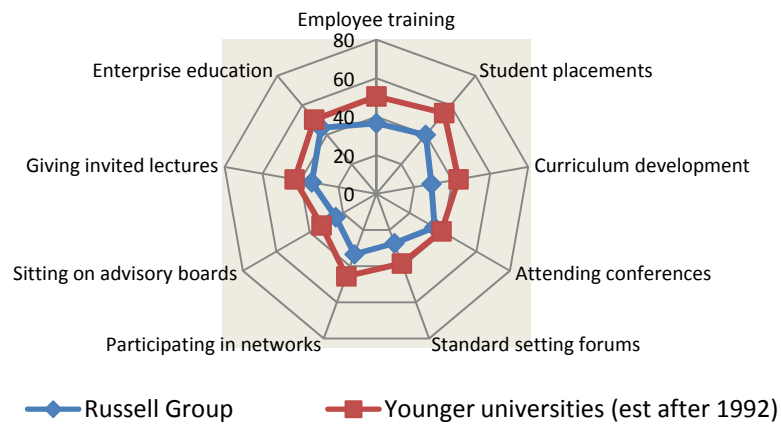 Employee training
80
Enterprise education
Student placements
60
40
Giving invited lectures
20
Curriculum development
0
Sitting on advisory boards
Attending conferences
Participating in networks
Standard setting forums
Russell Group
Younger universities (est after 1992)